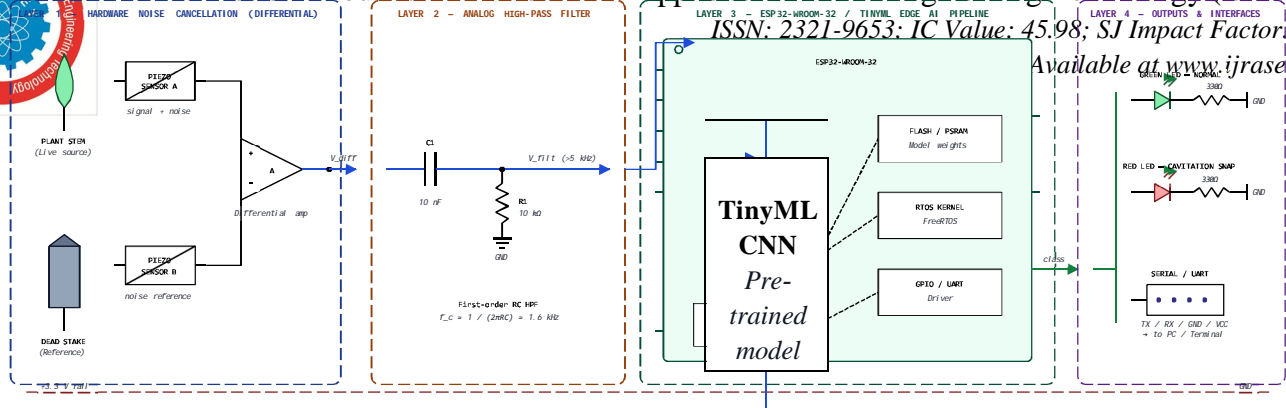 HARDWARE NOISE CANCELLATION (DIFFERENTIAL)
LAYER 2 – ANALOG HIGH-PASS FILTER
LAYER 3 – ESP32-WROOM-32 / TINYML EDGE AI PIPELINE
LAYER 4 – OUTPUTS & INTERFACES
ISSN: 2321-9653; IC Value: 45.98; SJ Impact Factor:
Available at www.ijrase
Engineering Technology
PIEZO
SENSOR A
signal + noise
PLANT STEM
(Live source)
+
-
A
V_diff
Differential amp
PIEZO
SENSOR B
noise reference
DEAD STAKE
(Reference)
+3.3 V rail
C1
10 nF
V_filt (>5 kHz)
R1
10 kΩ
GND
First-order RC HPF
f_c = 1 / (2πRC) = 1.6 kHz
ESP32-WROOM-32
TinyML
CNN
Pre-
trained
model
FLASH / PSRAM
Model weights
RTOS KERNEL
FreeRTOS
GPIO / UART
Driver
class
GREEN LED – NORMAL
330Ω
GND
RED LED – CAVITATION SNAP
330Ω
GND
SERIAL / UART
TX / RX / GND / VCC
→ to PC / Terminal
GND